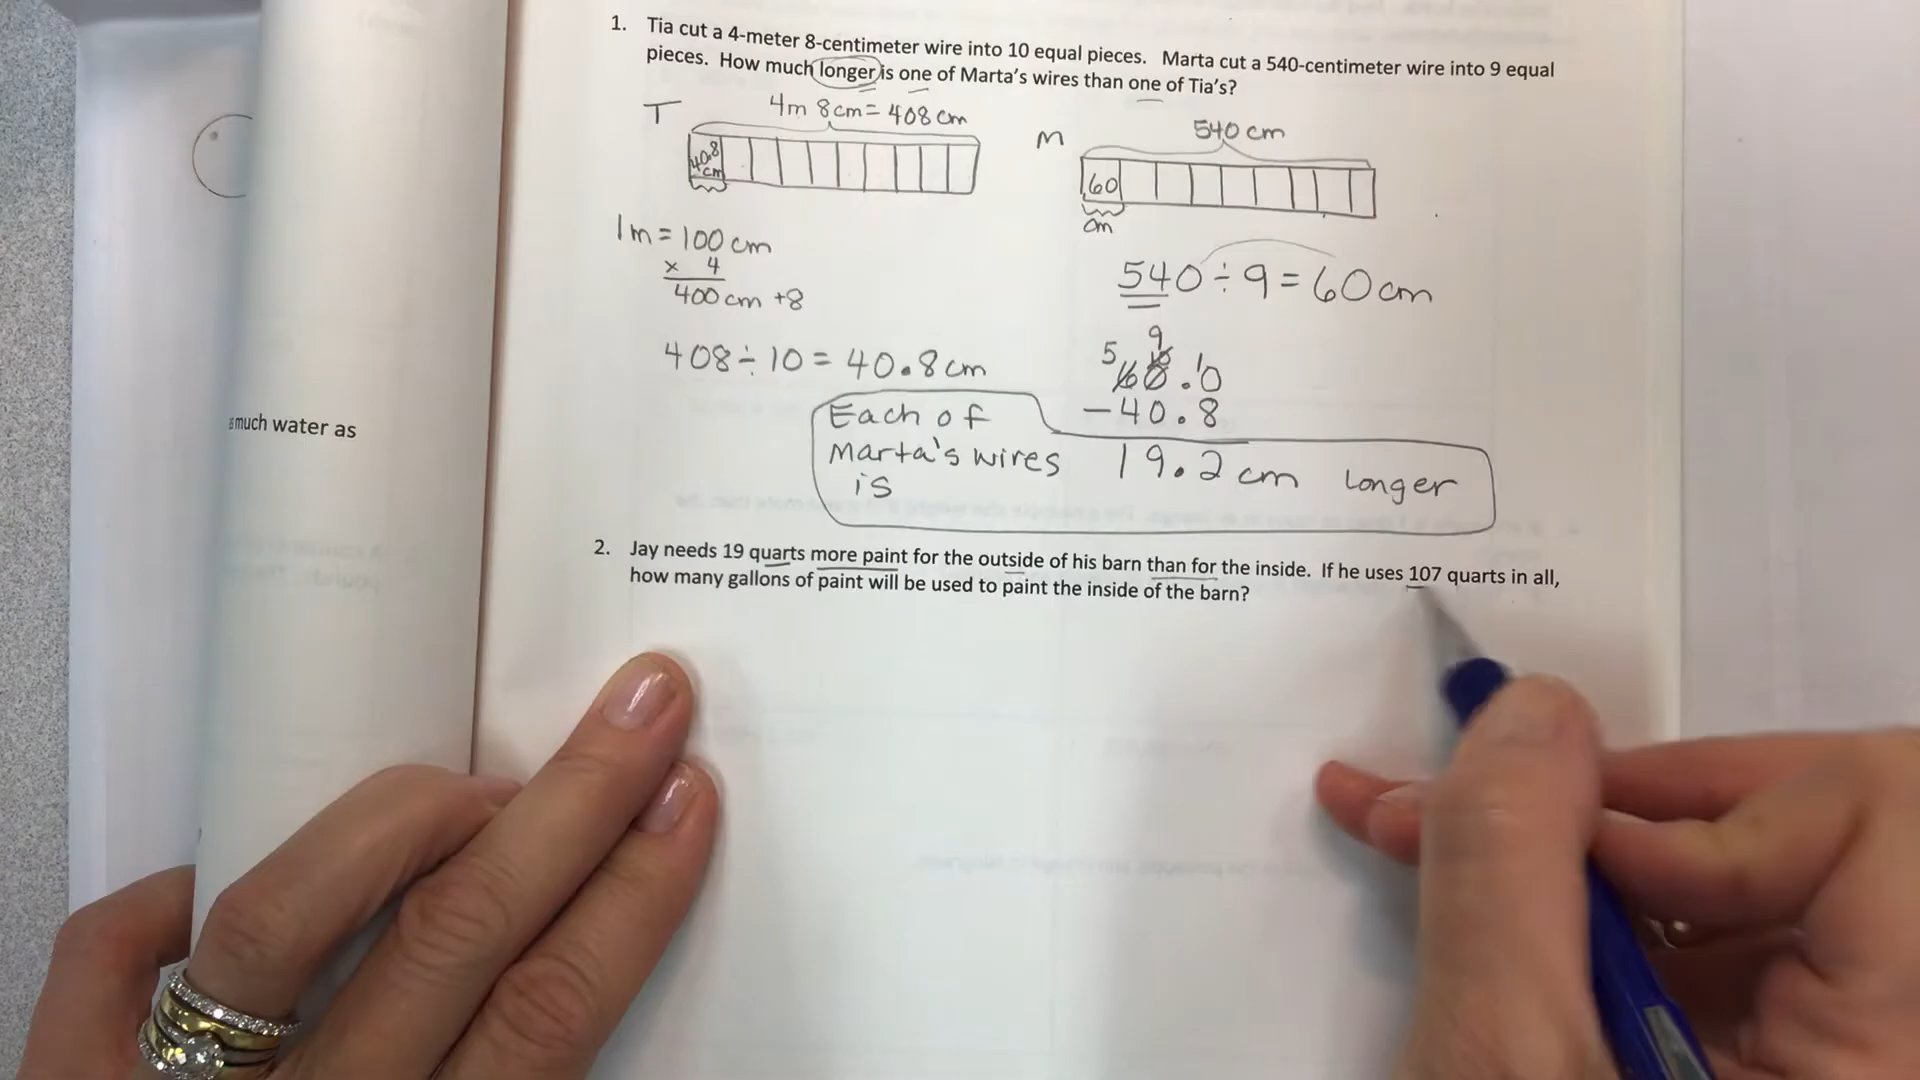 1. Tia cut a 4-meter 8-centimeter wire into 10 equal pieces. Marta cut a 540-centimeter wire into 9 equal
pieces. How much longer is one of Marta's wires than one of Tia's?
T
4m 8cm = 408 cm
40.8
cm
M
540 cm
60
cm
1m = 100 cm
x 4
400 cm +8
408 ÷ 10 = 40.8 cm
540 ÷ 9 = 60 cm
5 9
60.10
- 40.8
19.2 cm longer
Each of
Marta's wires
is
much water as
2. Jay needs 19 quarts more paint for the outside of his barn than for the inside. If he uses 107 quarts in all,
how many gallons of paint will be used to paint the inside of the barn?